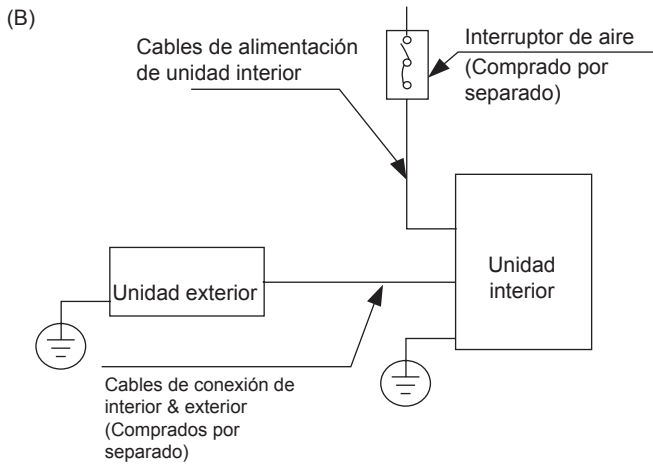 (B)
Cables de alimentación
de unidad interior
Interruptor de aire
(Comprado por
separado)
Unidad exterior
Unidad
interior
Cables de conexión de
interior & exterior
(Comprados por
separado)